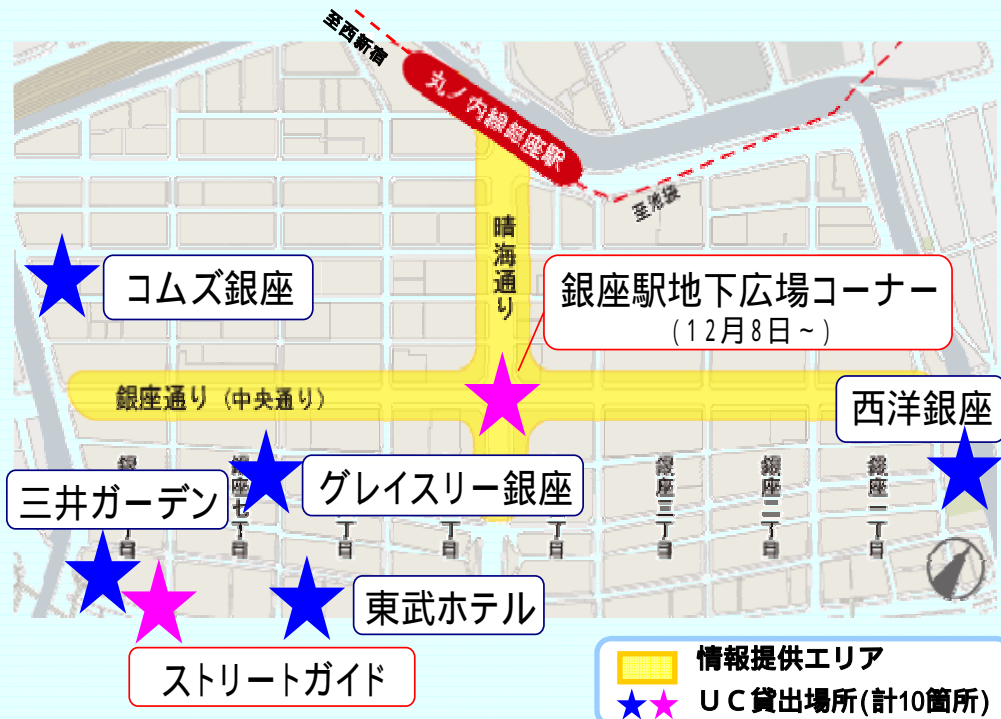 至西新宿
丸ノ内線銀座駅
至池袋
晴海通り
コムズ銀座
銀座駅地下広場コーナー
(12月8日~)
銀座通り(中央通り)
西洋銀座
三井ガーデン
グレイスリー銀座
銀座三丁目
銀座二丁目
銀座一丁目
東武ホテル
ストリートガイド
情報提供エリア
UC貸出場所(計10箇所)